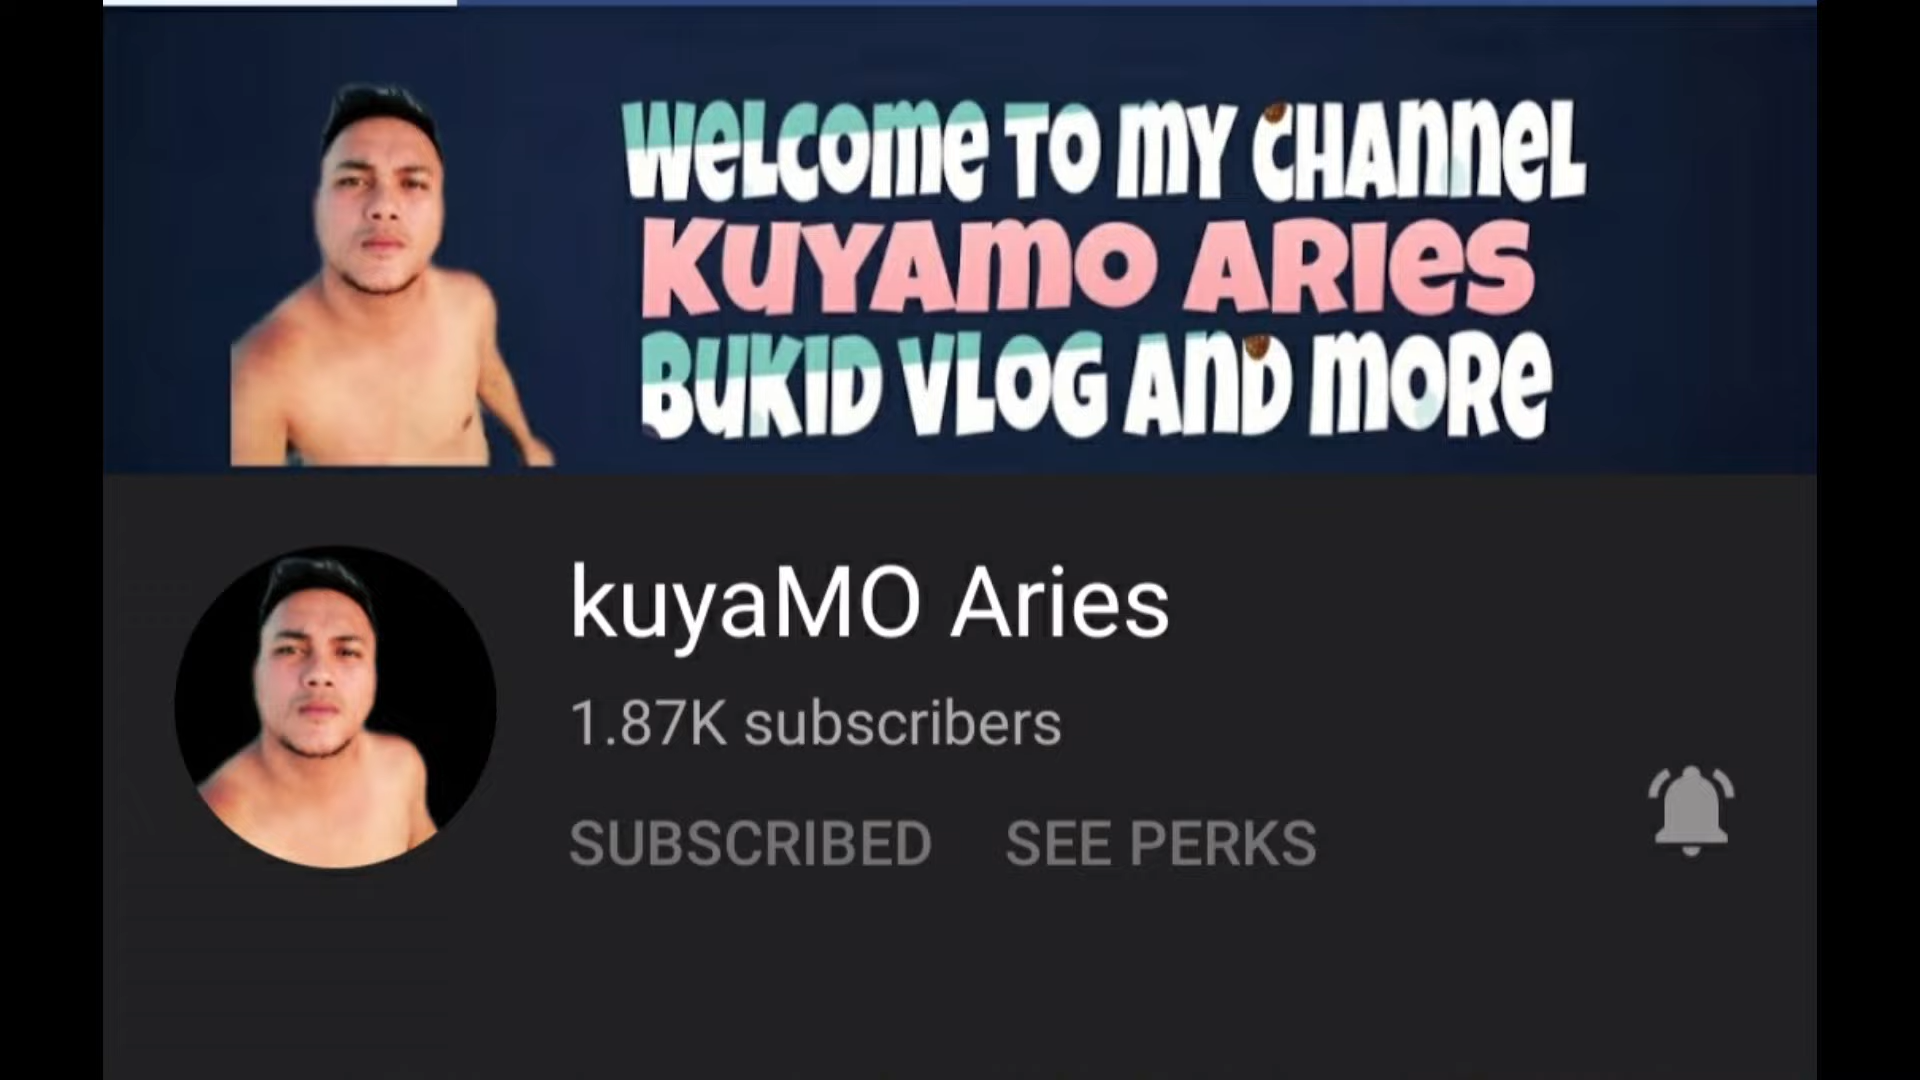 WELCOME TO MY CHANNEL
KUYAMO ARIES
BUKID VLOG AND MORE
kuyaMO Aries
1.87K subscribers
SUBSCRIBED SEE PERKS